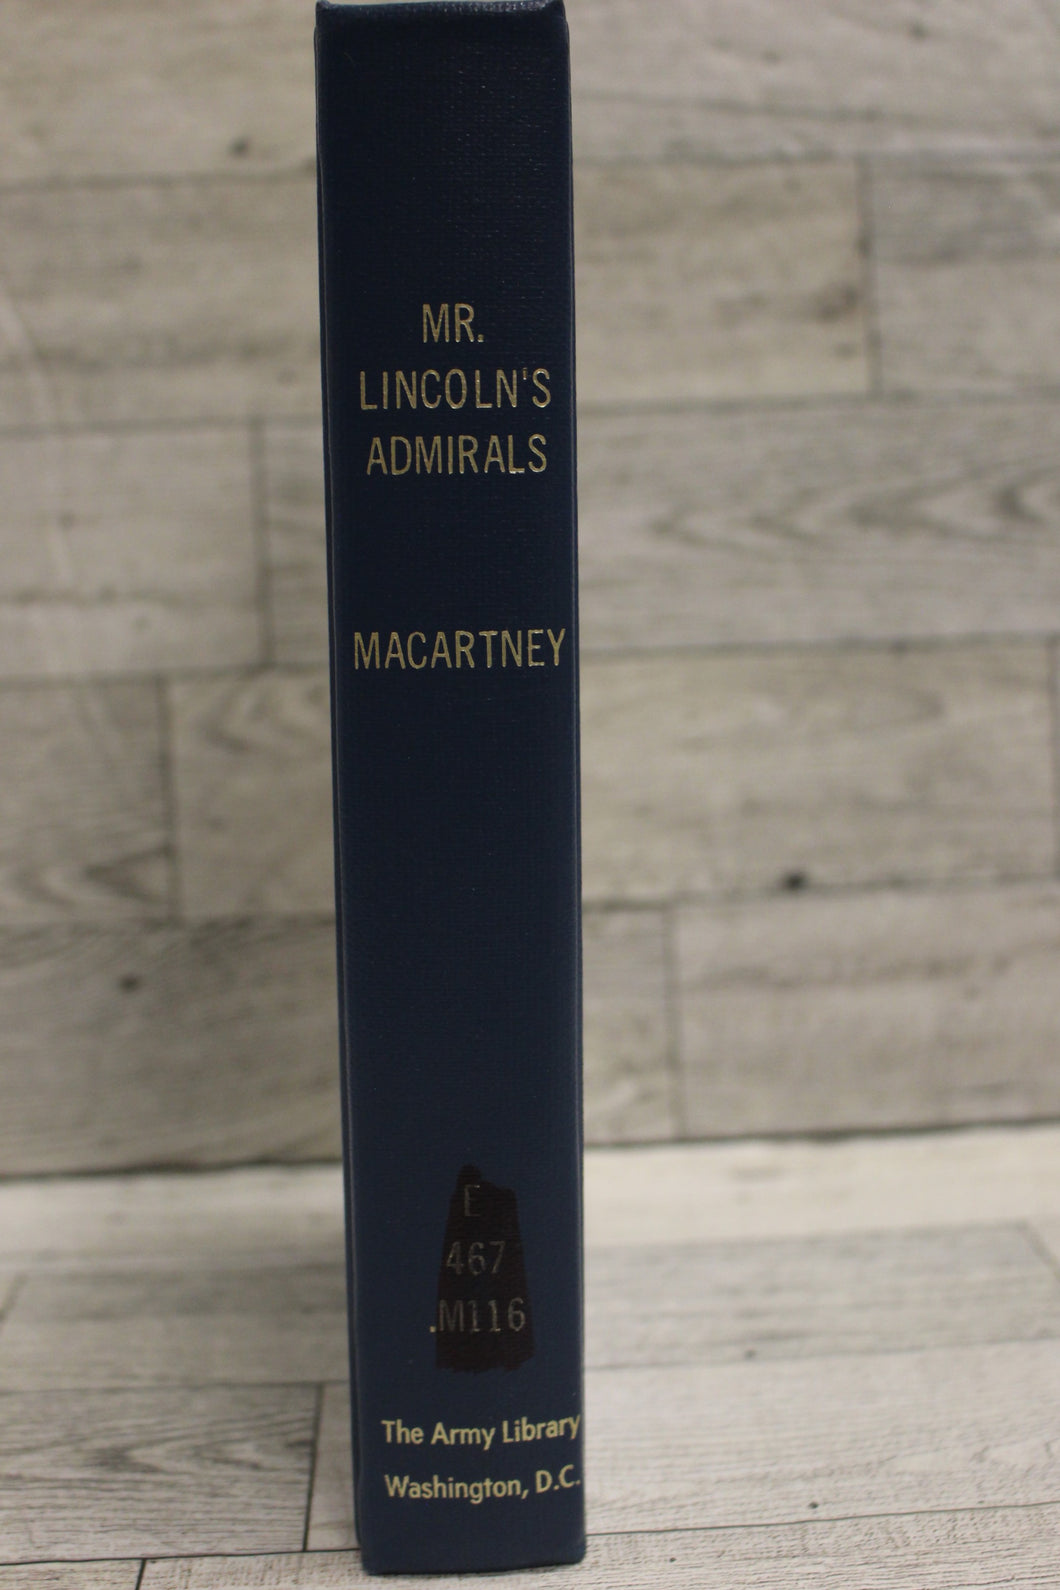 MR.
LINCOLN'S
ADMIRALS
MACARTNEY
E
467
.M116
The Army Library
Washington, D.C.